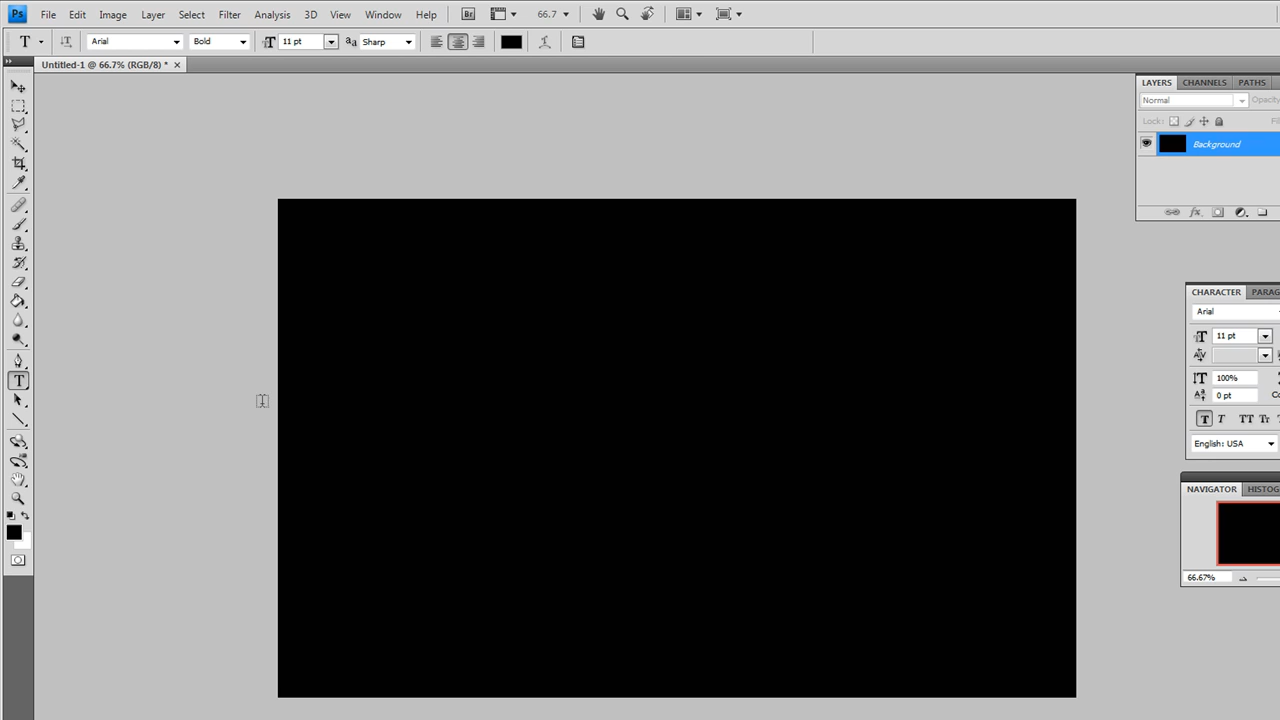 Ps File Edit Image Layer Select Filter Analysis 3D View Window Help Br 66.7
T Arial Bold T 11 pt aa Sharp
Untitled-1 @ 66.7% (RGB/8) * ×
LAYERS CHANNELS PATHS
Normal Opacity
Lock:
Background
fx
CHARACTER
Arial
11 pt
100%
0 pt
T T TT Tr
English: USA
NAVIGATOR
66.67%